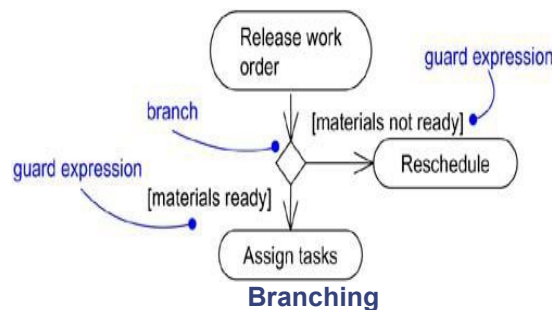 Release work
order
guard expression
branch
[materials not ready]
Reschedule
guard expression
[materials ready]
Assign tasks
Branching